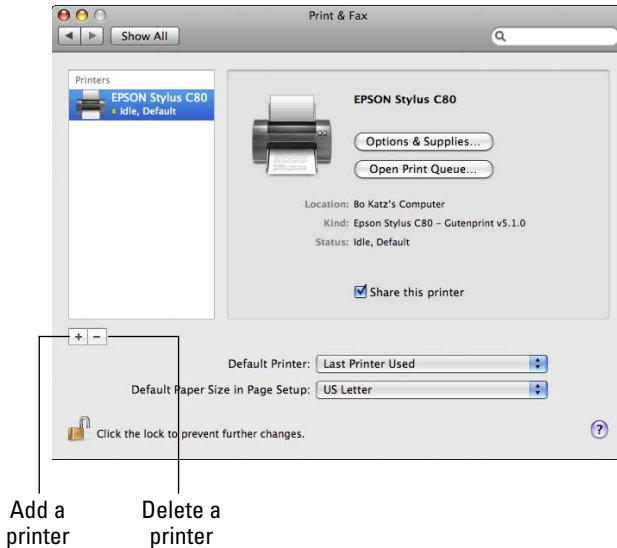 Print & Fax
Show All
Printers
EPSON Stylus C80
Idle, Default
EPSON Stylus C80
Options & Supplies...
Open Print Queue...
Location: Bo Katz's Computer
Kind: Epson Stylus C80 – Gutenprint v5.1.0
Status: Idle, Default
Share this printer
+ −
Default Printer: Last Printer Used
Default Paper Size in Page Setup: US Letter
Click the lock to prevent further changes.
?
Add a
printer
Delete a
printer